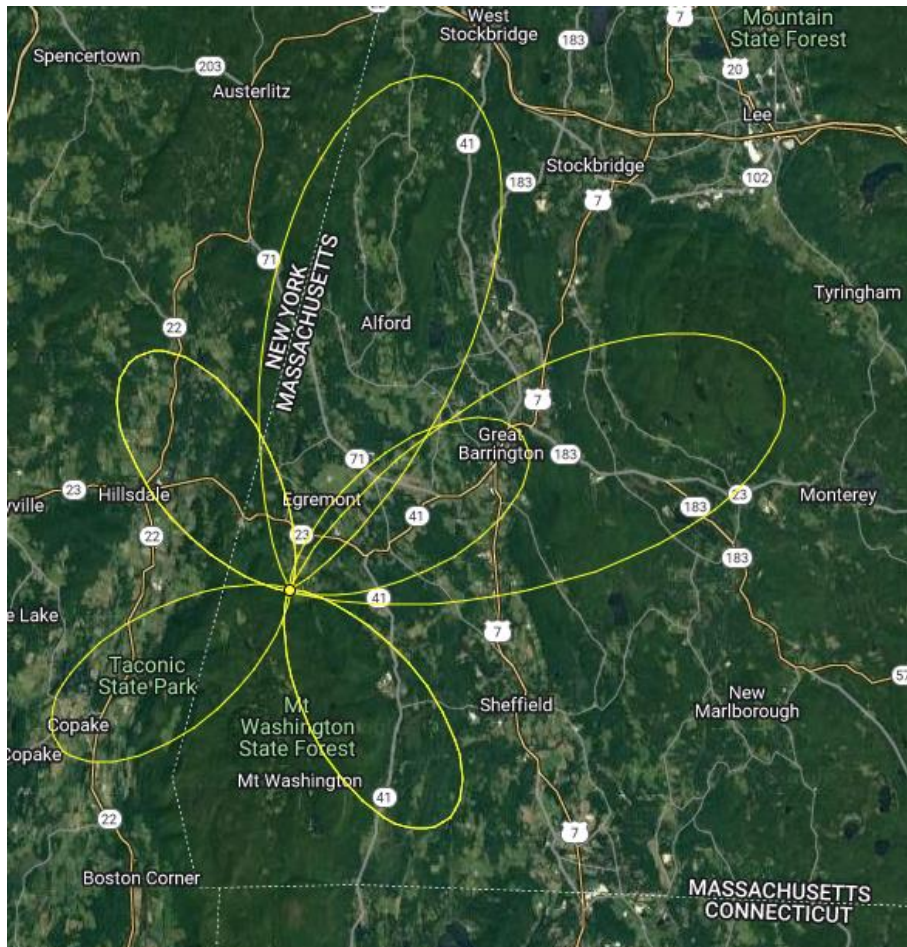 West
Stockbridge
7
Mountain
State Forest
Spencertown
183
203
20
Austerlitz
Lee
41
Stockbridge
183
102
7
71
NEW YORK
MASSACHUSETTS
Tyringham
22
Alford
7
Great
Barrington
71
183
23
Hillsdale
Egremont
23
Monterey
yville
41
183
22
23
183
41
e Lake
7
57
Taconic
State Park
Mt
Washington
State Forest
Sheffield
New
Marlborough
Copake
Copake
Mt Washington
41
22
7
Boston Corner
MASSACHUSETTS
CONNECTICUT